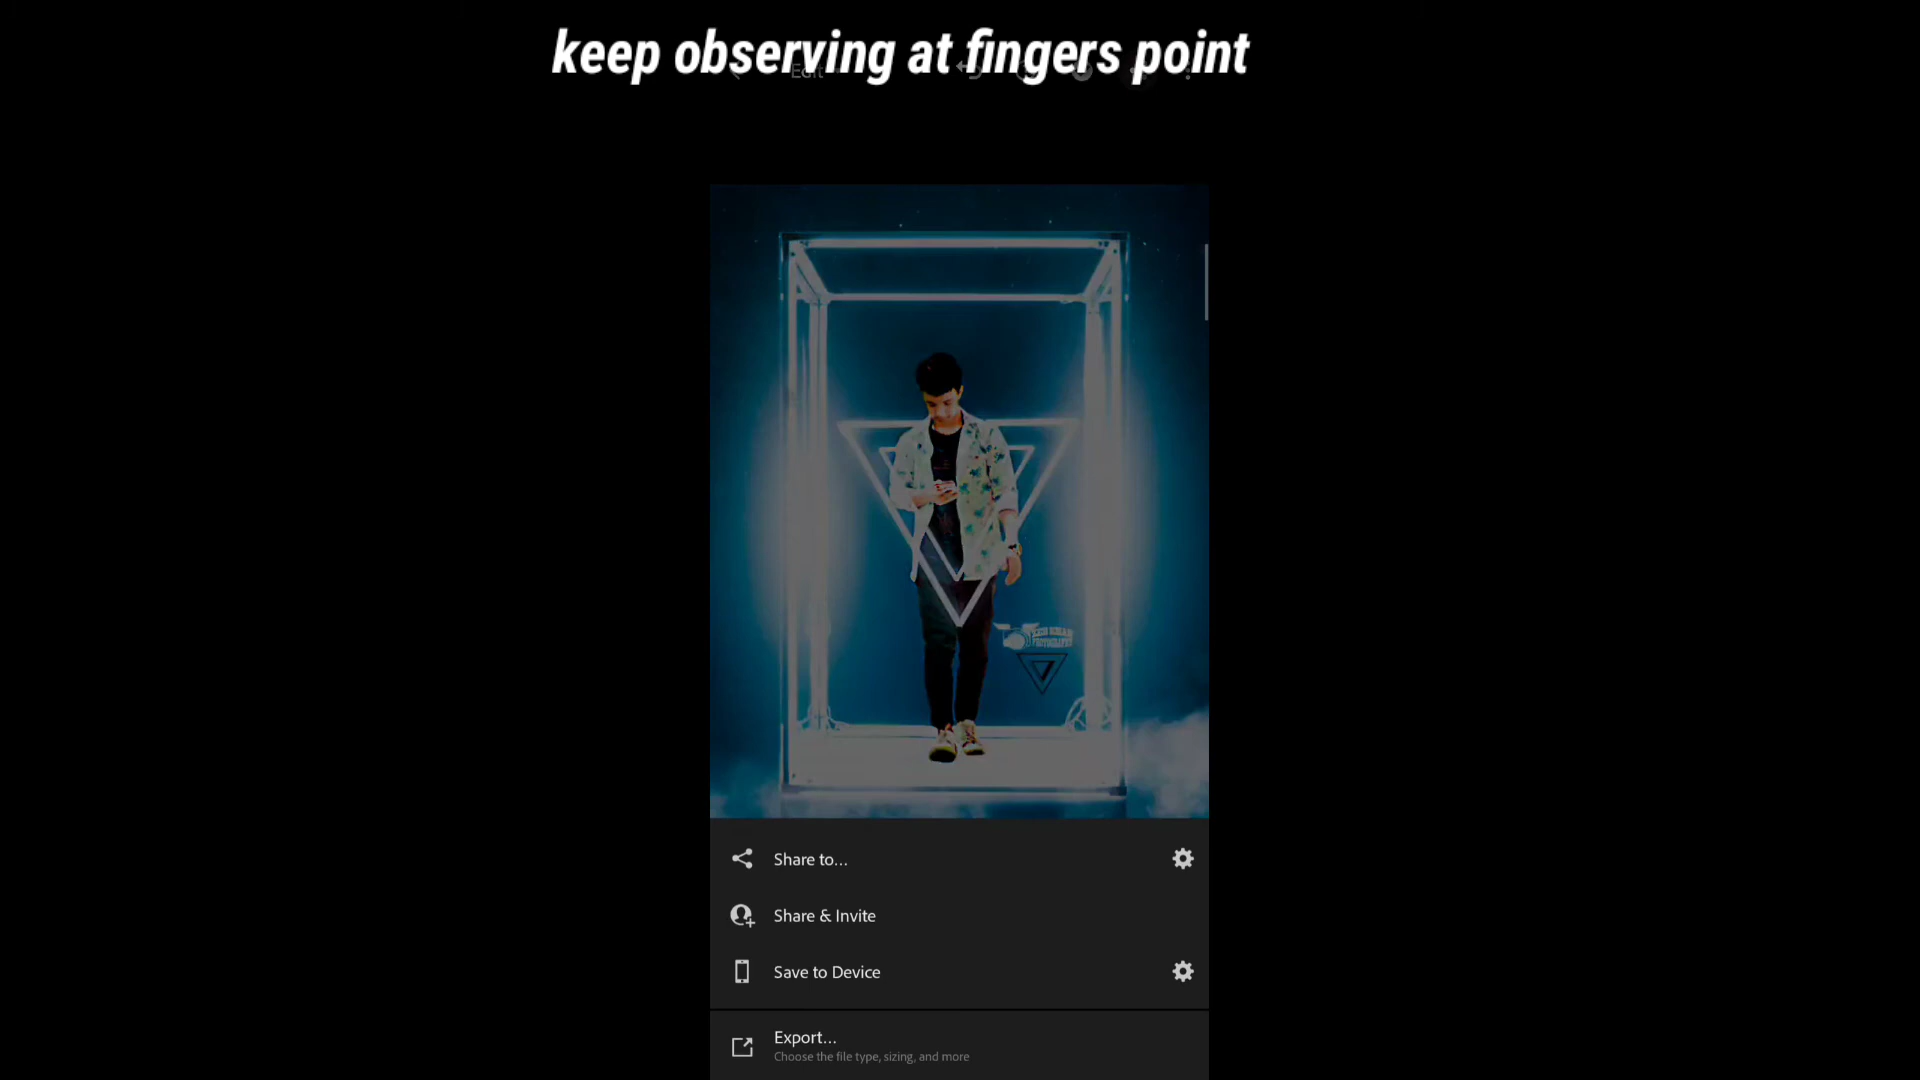 keep observing at fingers point
Edit
Share to...
Share & Invite
Save to Device
Export...
Choose the file type, sizing, and more